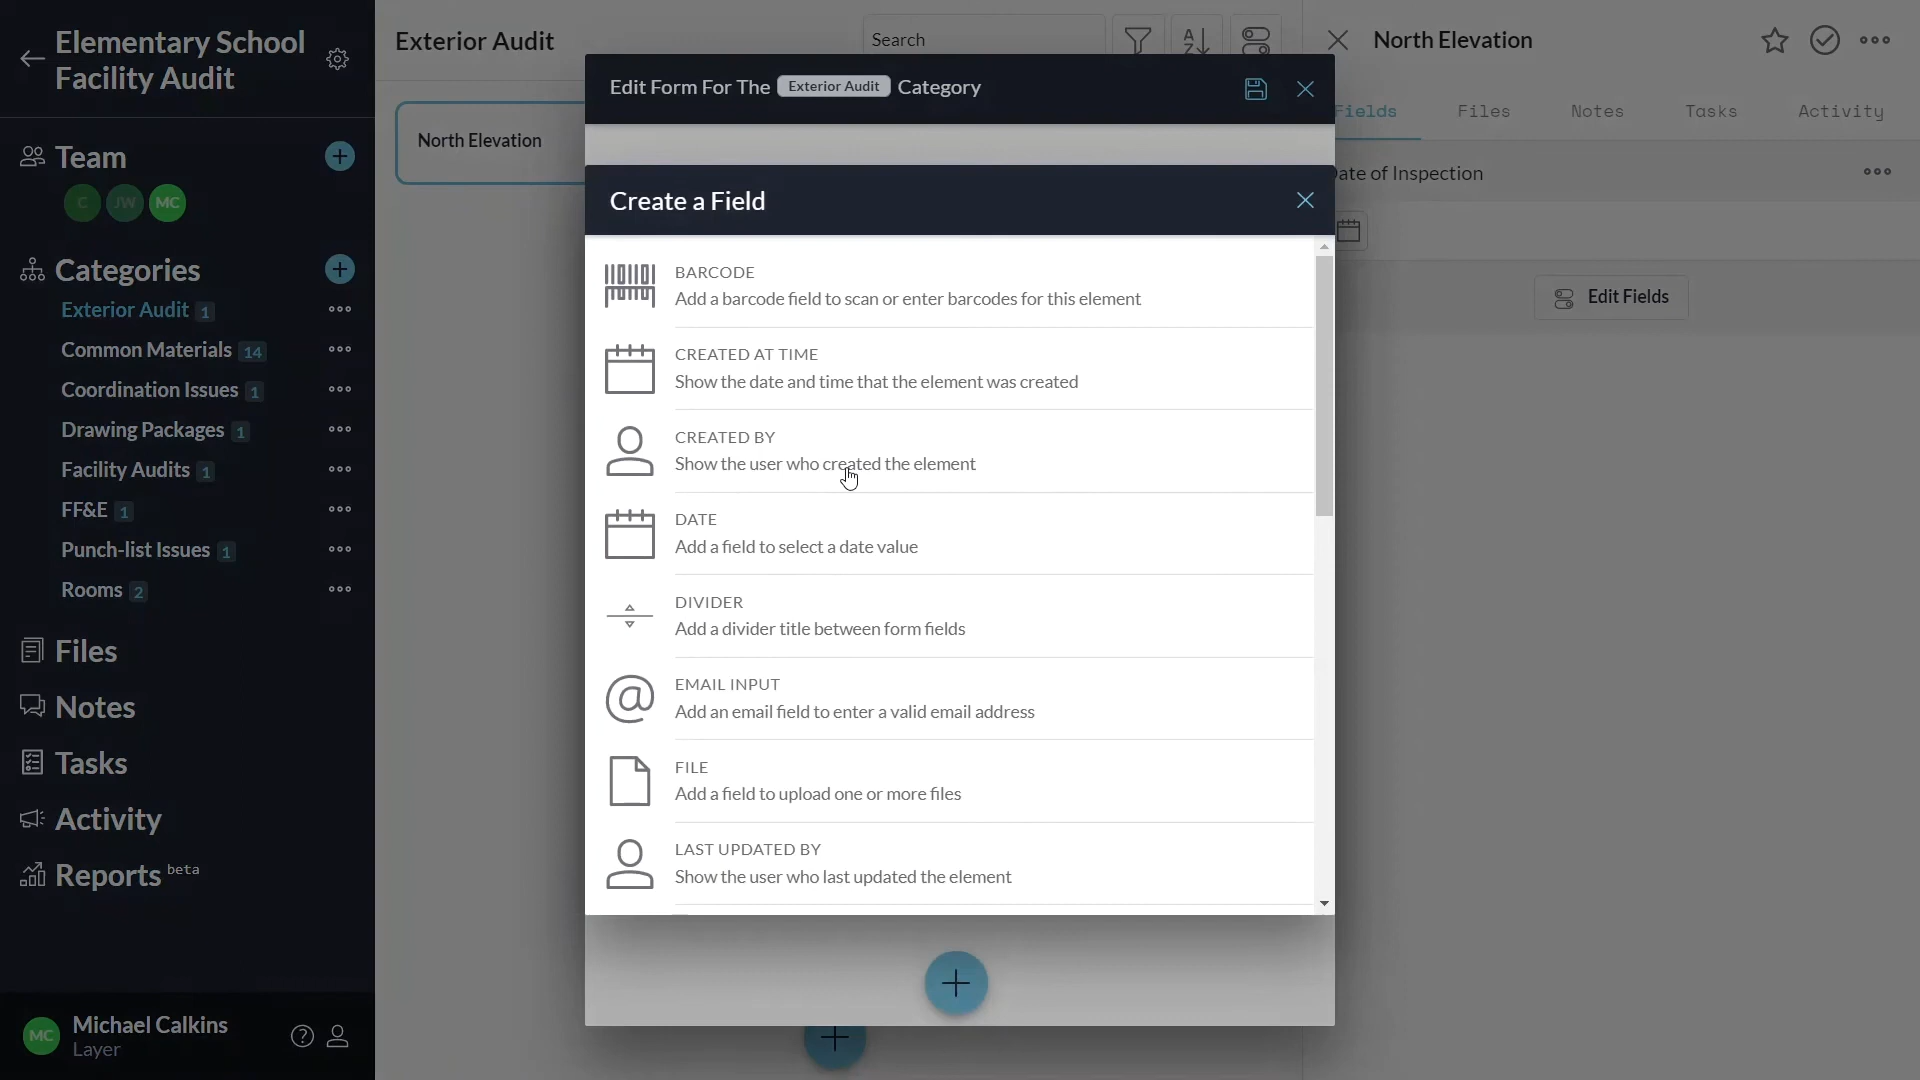 Elementary School
Facility Audit
Team
C JW MC
Categories
Exterior Audit 1
Common Materials 14
Coordination Issues 1
Drawing Packages 1
Facility Audits 1
FF&E 1
Punch-list Issues 1
Rooms 2
Files
Notes
Tasks
Activity
Reports beta
MC Michael Calkins
Layer
Exterior Audit
Search
North Elevation
Edit Form For The Exterior Audit Category
Create a Field
BARCODE
Add a barcode field to scan or enter barcodes for this element
CREATED AT TIME
Show the date and time that the element was created
CREATED BY
Show the user who created the element
DATE
Add a field to select a date value
DIVIDER
Add a divider title between form fields
EMAIL INPUT
Add an email field to enter a valid email address
FILE
Add a field to upload one or more files
LAST UPDATED BY
Show the user who last updated the element
North Elevation
Fields Files Notes Tasks Activity
Date of Inspection
Edit Fields